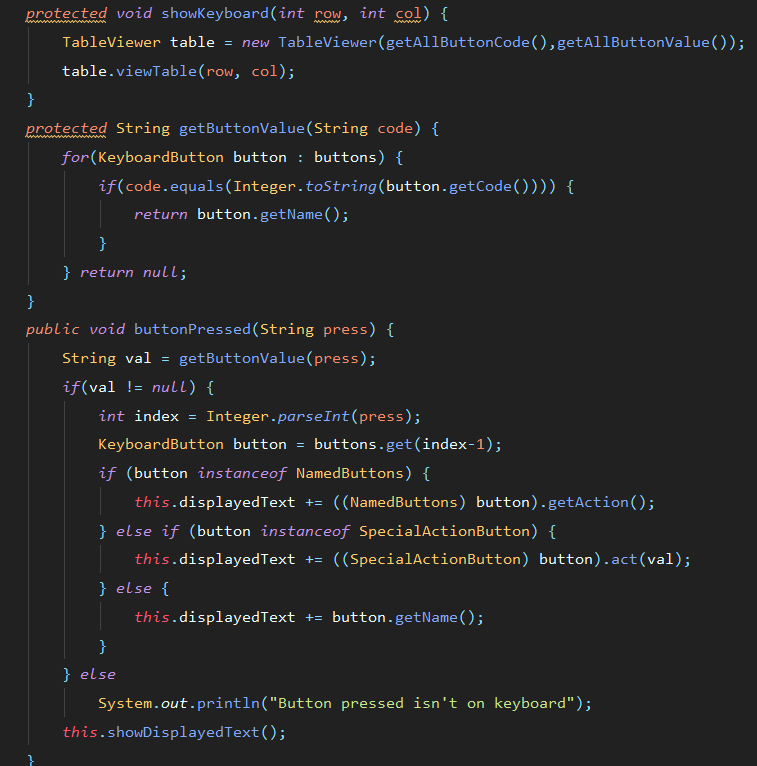 protected void showKeyboard(int row, int col) {
    TableViewer table = new TableViewer(getAllButtonCode(),getAllButtonValue());
    table.viewTable(row, col);
}
protected String getButtonValue(String code) {
    for(KeyboardButton button : buttons) {
        if(code.equals(Integer.toString(button.getCode()))) {
            return button.getName();
        }
    } return null;
}
public void buttonPressed(String press) {
    String val = getButtonValue(press);
    if(val != null) {
        int index = Integer.parseInt(press);
        KeyboardButton button = buttons.get(index-1);
        if (button instanceof NamedButtons) {
            this.displayedText += ((NamedButtons) button).getAction();
        } else if (button instanceof SpecialActionButton) {
            this.displayedText += ((SpecialActionButton) button).act(val);
        } else {
            this.displayedText += button.getName();
        }
    } else
        System.out.println("Button pressed isn't on keyboard");
    this.showDisplayedText();
}